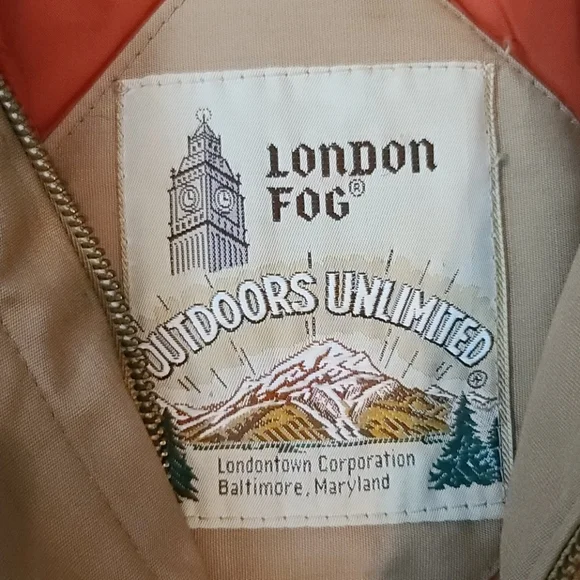 LONDON
FOG®
OUTDOORS UNLIMITED®
Londontown Corporation
Baltimore, Maryland